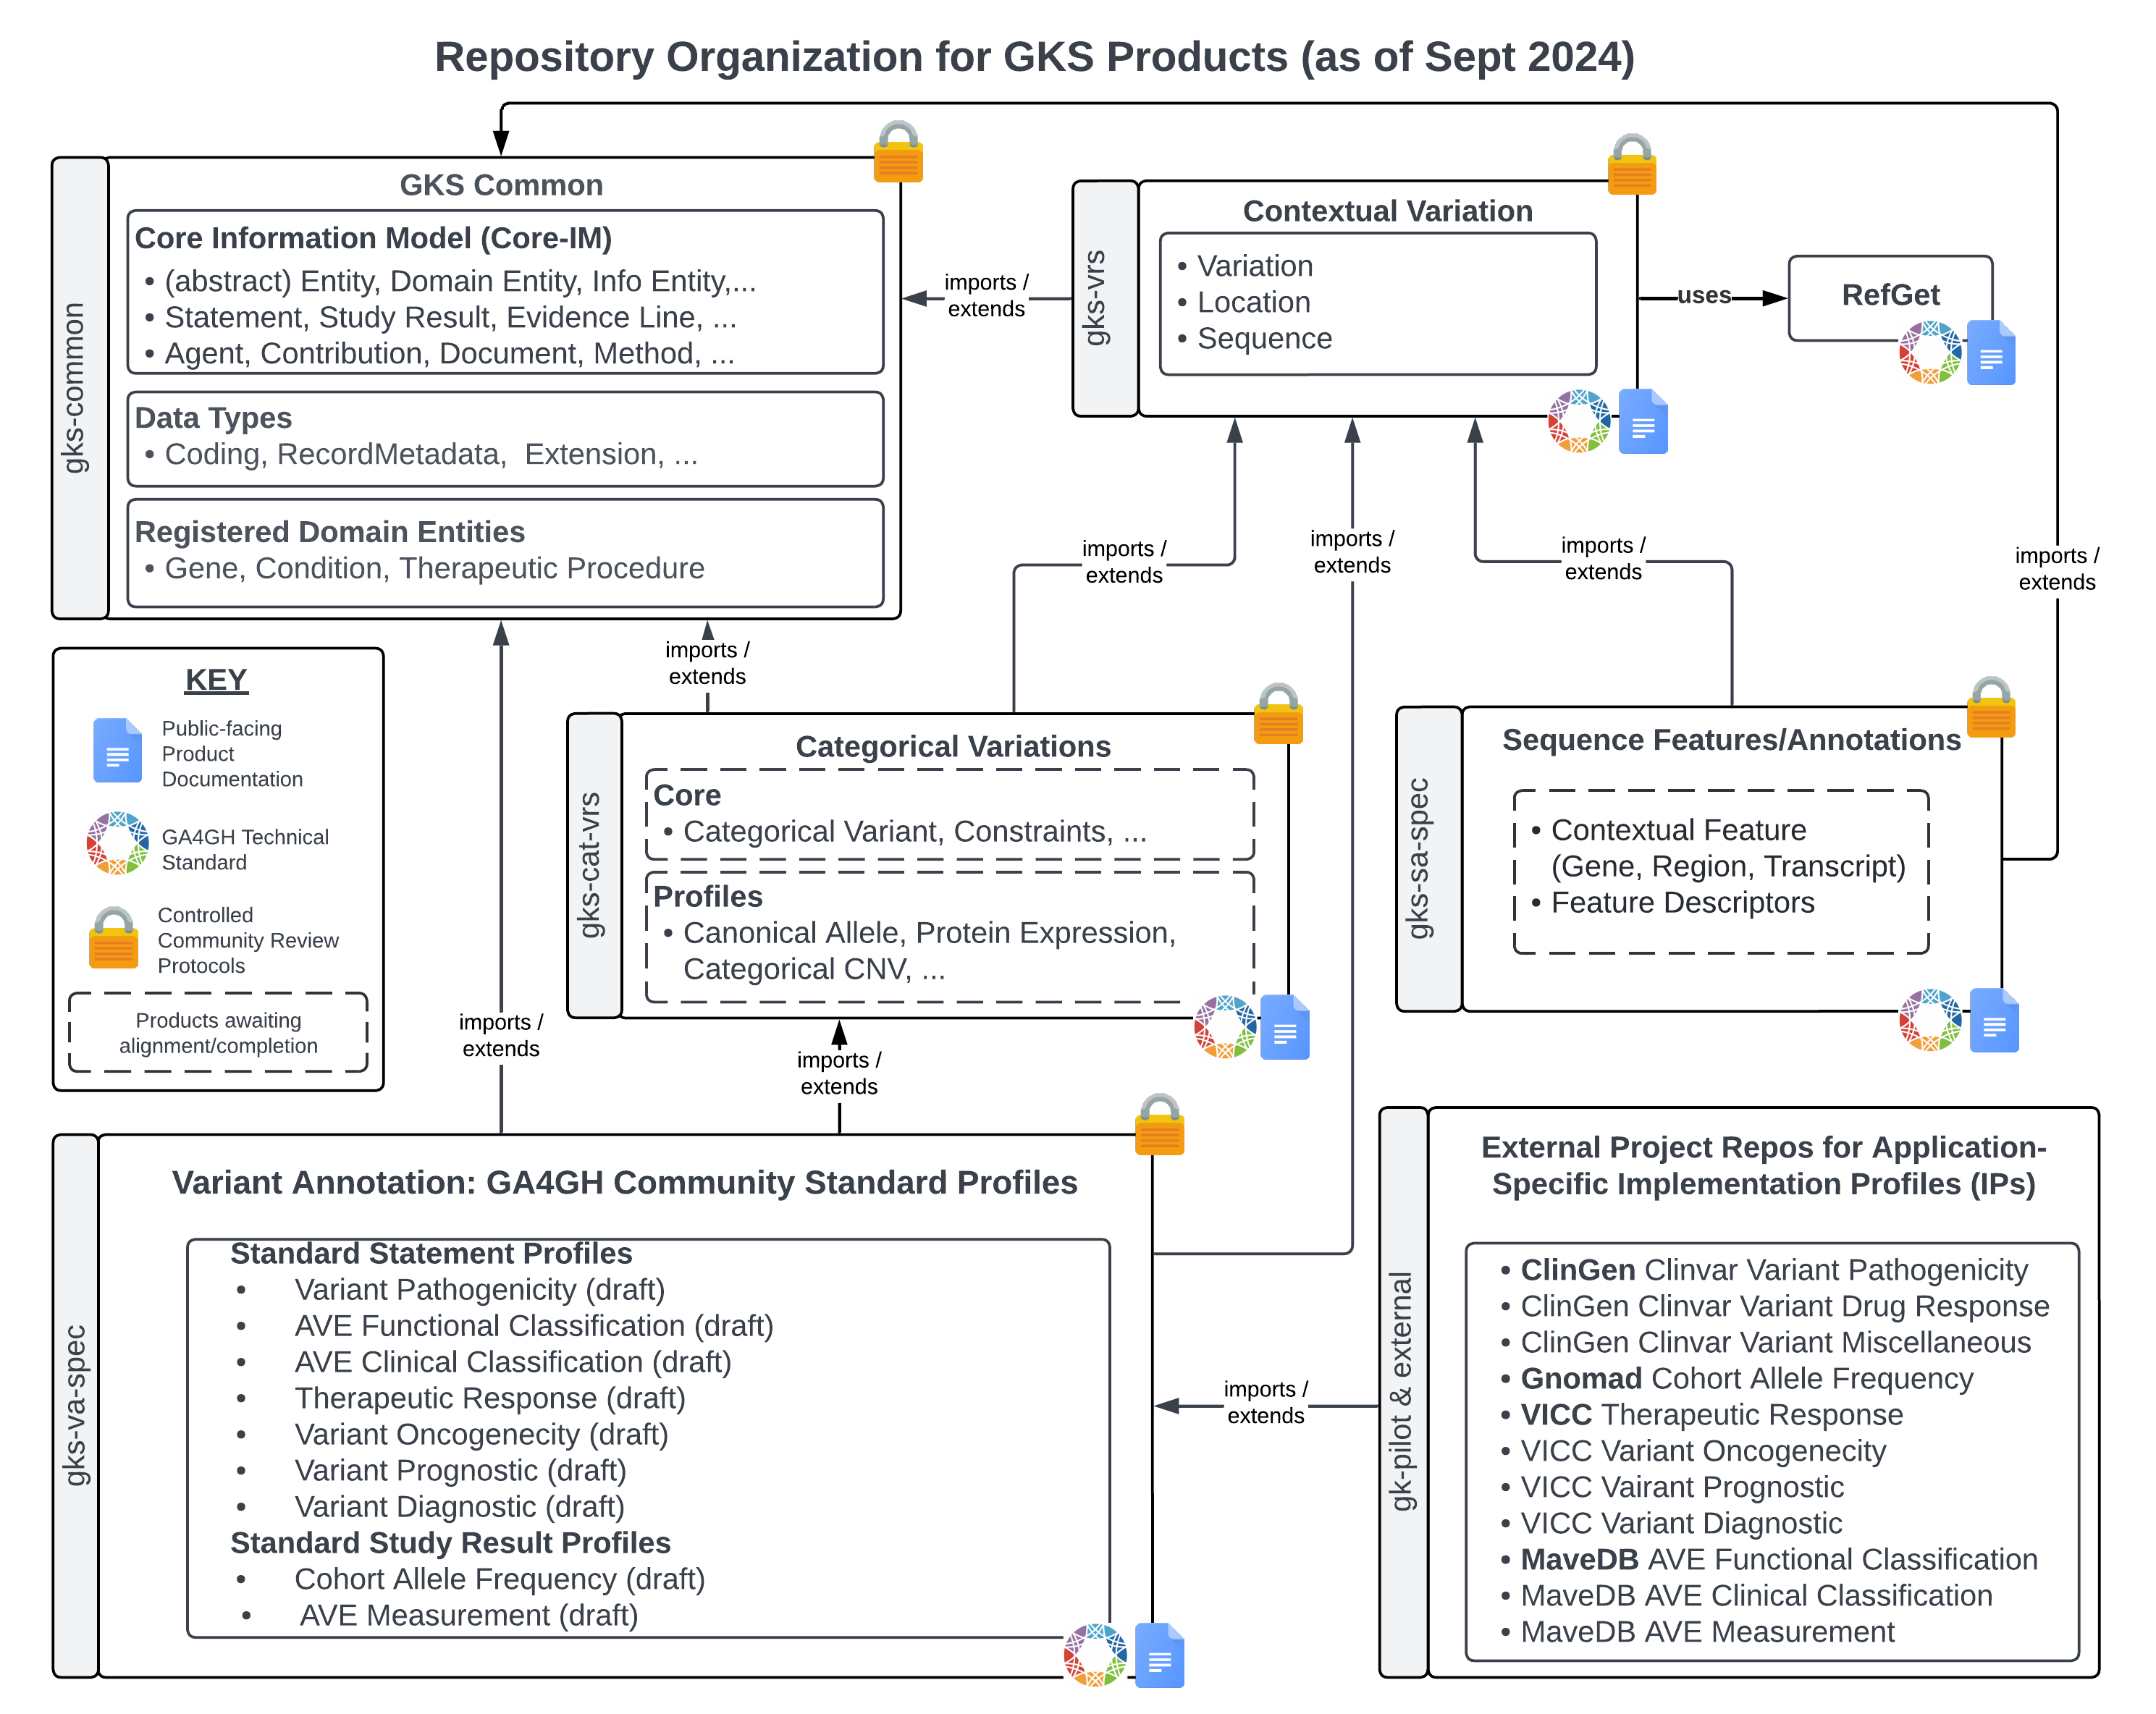 Repository Organization for GKS Products (as of Sept 2024)
gks-common
GKS Common
Core Information Model (Core-IM)
• (abstract) Entity, Domain Entity, Info Entity,...
• Statement, Study Result, Evidence Line, ...
• Agent, Contribution, Document, Method, ...
Data Types
• Coding, RecordMetadata,  Extension, ...
Registered Domain Entities
• Gene, Condition, Therapeutic Procedure
imports /
extends
gks-vrs
Contextual Variation
• Variation
• Location
• Sequence
uses
RefGet
imports /
extends
imports /
extends
imports /
extends
imports /
extends
imports /
extends
KEY
Public-facing
Product
Documentation
GA4GH Technical
Standard
Controlled
Community Review
Protocols
Products awaiting
alignment/completion
imports /
extends
gks-cat-vrs
Categorical Variations
Core
• Categorical Variant, Constraints, ...
Profiles
• Canonical Allele, Protein Expression,
Categorical CNV, ...
imports /
extends
gks-sa-spec
Sequence Features/Annotations
• Contextual Feature
(Gene, Region, Transcript)
• Feature Descriptors
gks-va-spec
Variant Annotation: GA4GH Community Standard Profiles
Standard Statement Profiles
• Variant Pathogenicity (draft)
• AVE Functional Classification (draft)
• AVE Clinical Classification (draft)
• Therapeutic Response (draft)
• Variant Oncogenecity (draft)
• Variant Prognostic (draft)
• Variant Diagnostic (draft)
Standard Study Result Profiles
• Cohort Allele Frequency (draft)
• AVE Measurement (draft)
imports /
extends
gk-pilot & external
External Project Repos for Application-
Specific Implementation Profiles (IPs)
• ClinGen Clinvar Variant Pathogenicity
• ClinGen Clinvar Variant Drug Response
• ClinGen Clinvar Variant Miscellaneous
• Gnomad Cohort Allele Frequency
• VICC Therapeutic Response
• VICC Variant Oncogenecity
• VICC Vairant Prognostic
• VICC Variant Diagnostic
• MaveDB AVE Functional Classification
• MaveDB AVE Clinical Classification
• MaveDB AVE Measurement